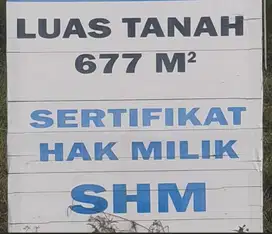 LUAS TANAH
677 M²
SERTIFIKAT
HAK MILIK
SHM